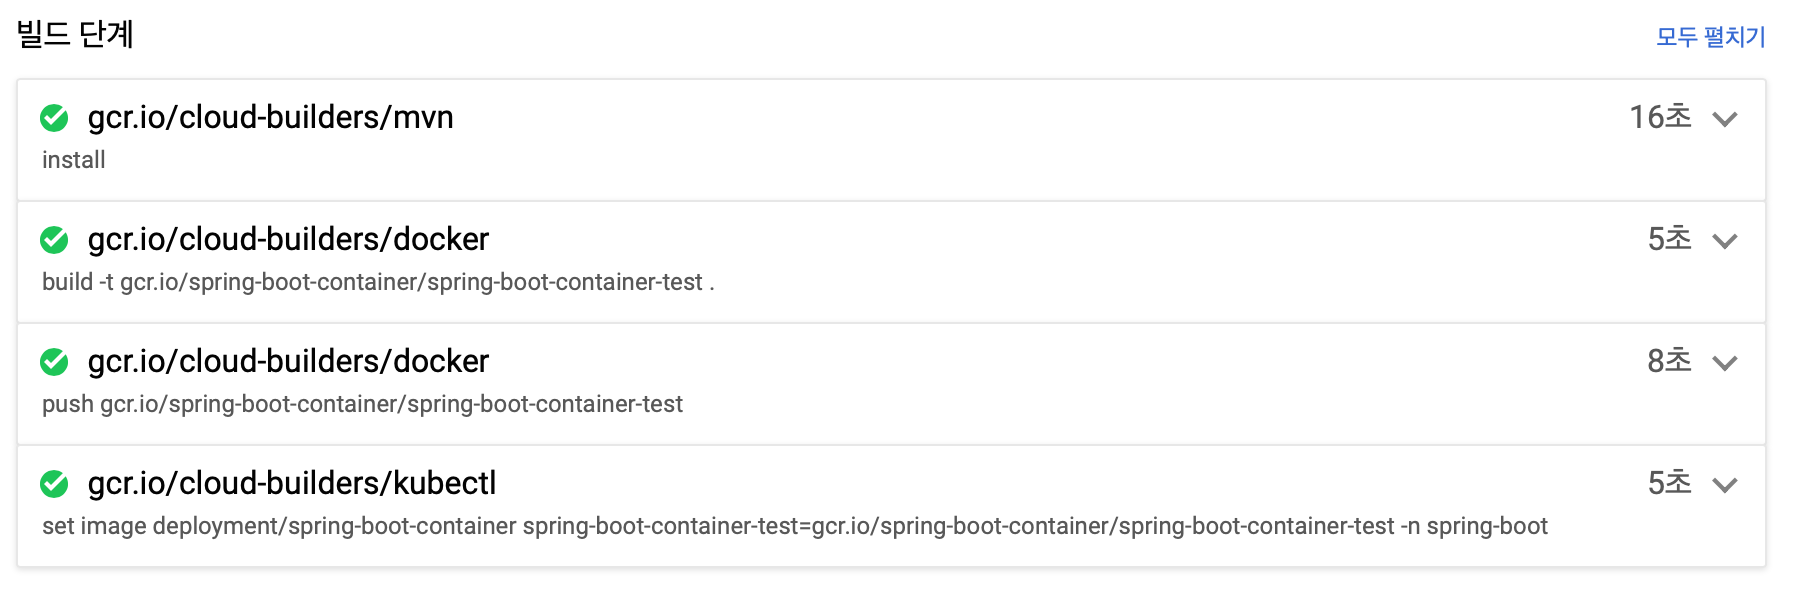 빌드 단계
모두 펼치기
gcr.io/cloud-builders/mvn
16초
install
gcr.io/cloud-builders/docker
5초
build -t gcr.io/spring-boot-container/spring-boot-container-test .
gcr.io/cloud-builders/docker
8초
push gcr.io/spring-boot-container/spring-boot-container-test
gcr.io/cloud-builders/kubectl
5초
set image deployment/spring-boot-container spring-boot-container-test=gcr.io/spring-boot-container/spring-boot-container-test -n spring-boot